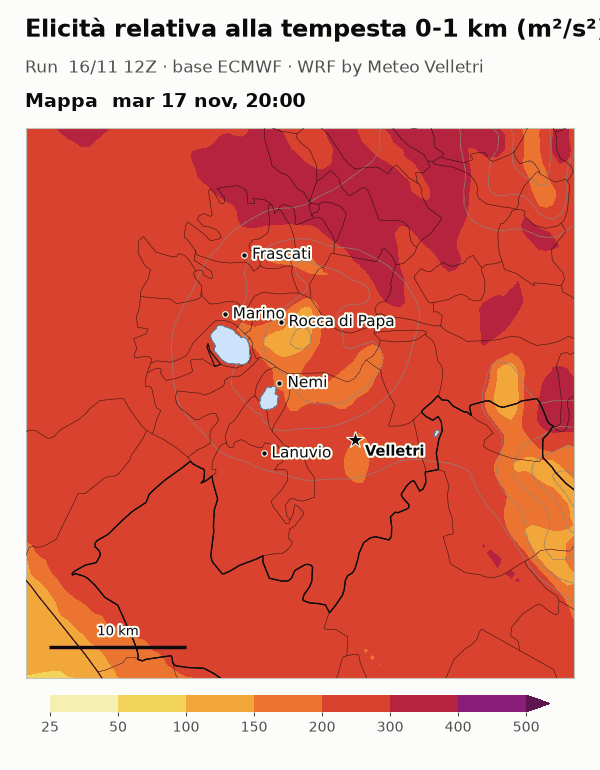 Elicità relativa alla tempesta 0-1 km (m²/s²)
Run 16/11 12Z · base ECMWF · WRF by Meteo Velletri
Mappa mar 17 nov, 20:00
Frascati
Marino
Rocca di Papa
Nemi
Velletri
Lanuvio
10 km
25 50 100 150 200 300 400 500